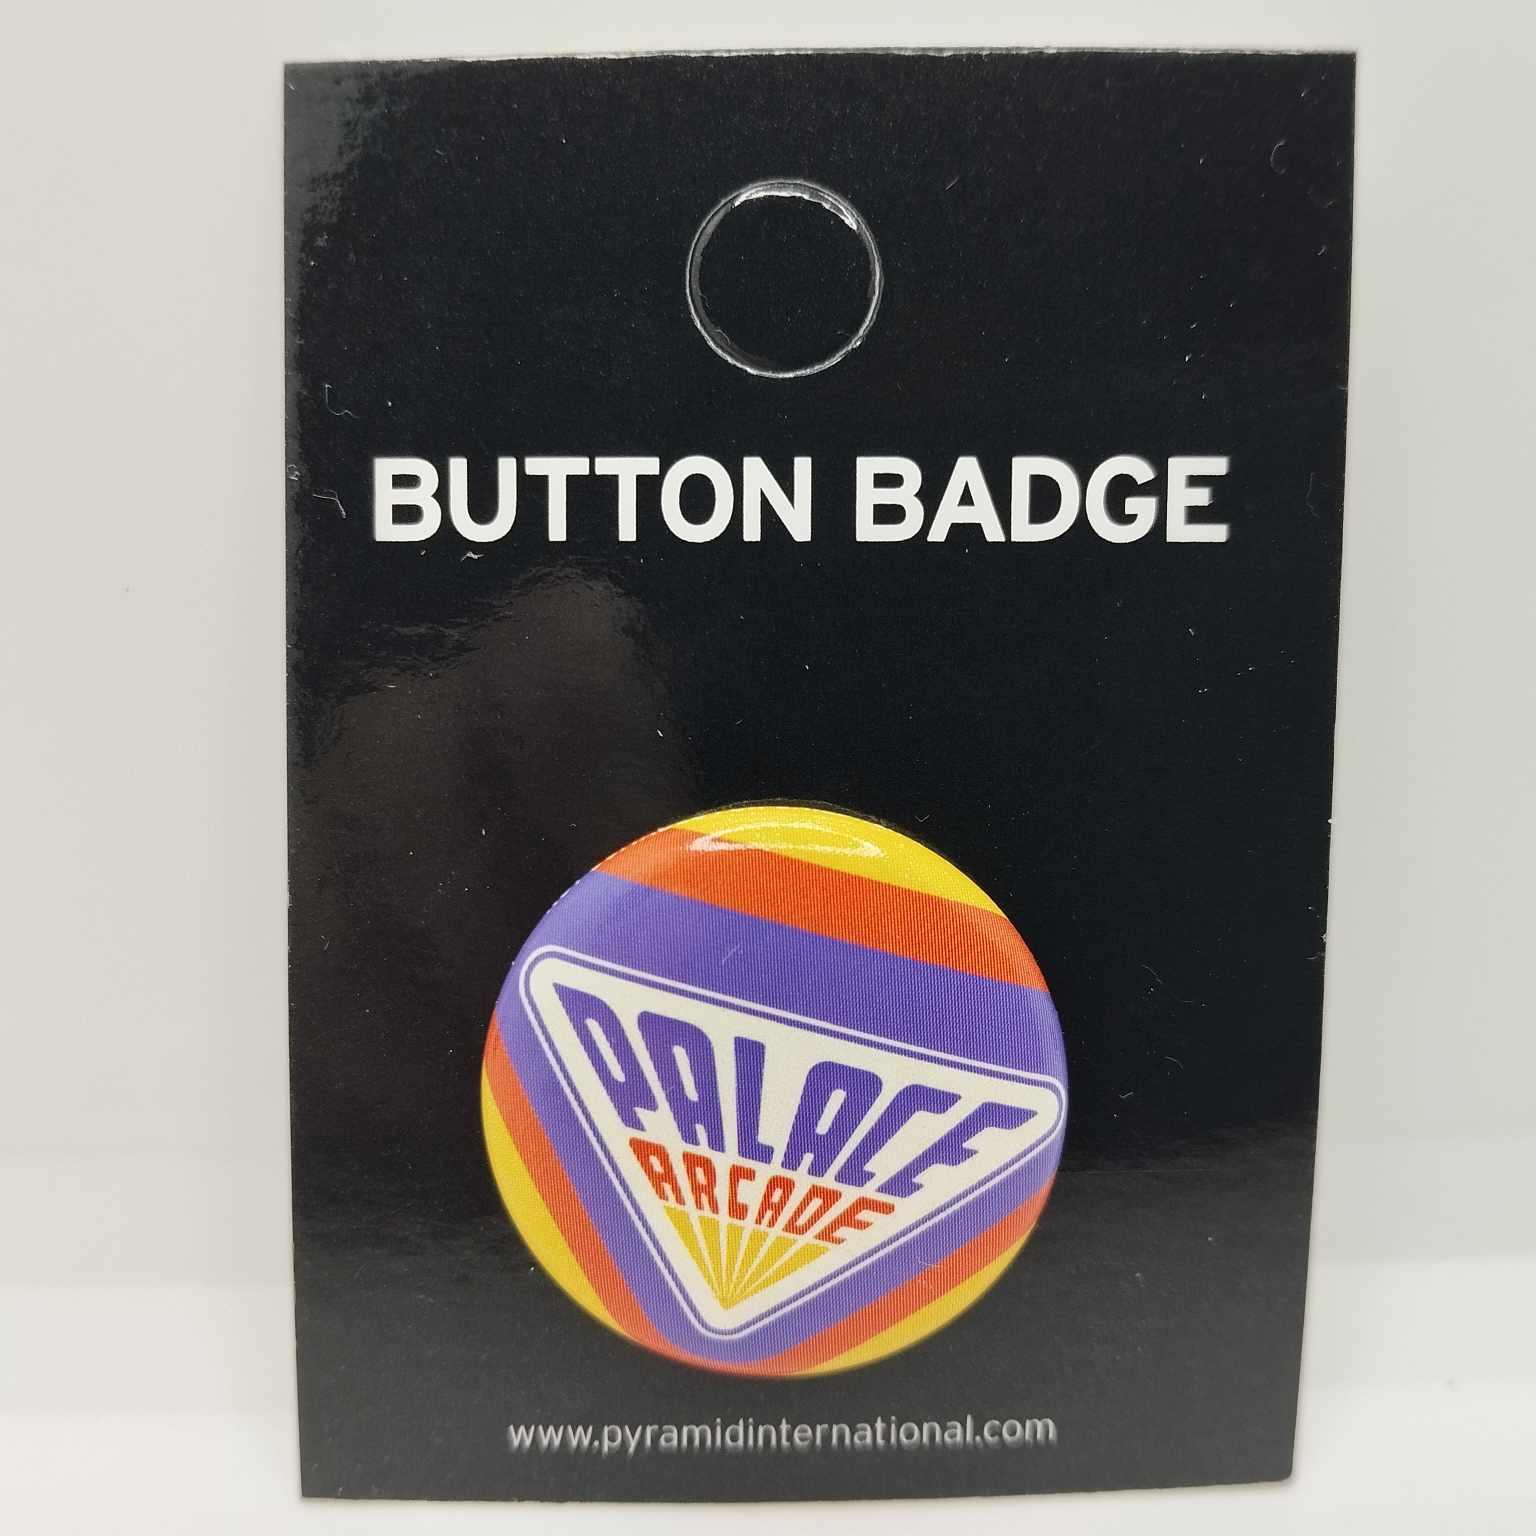 BUTTON BADGE
PALACE
ARCADE
www.pyramidinternational.com